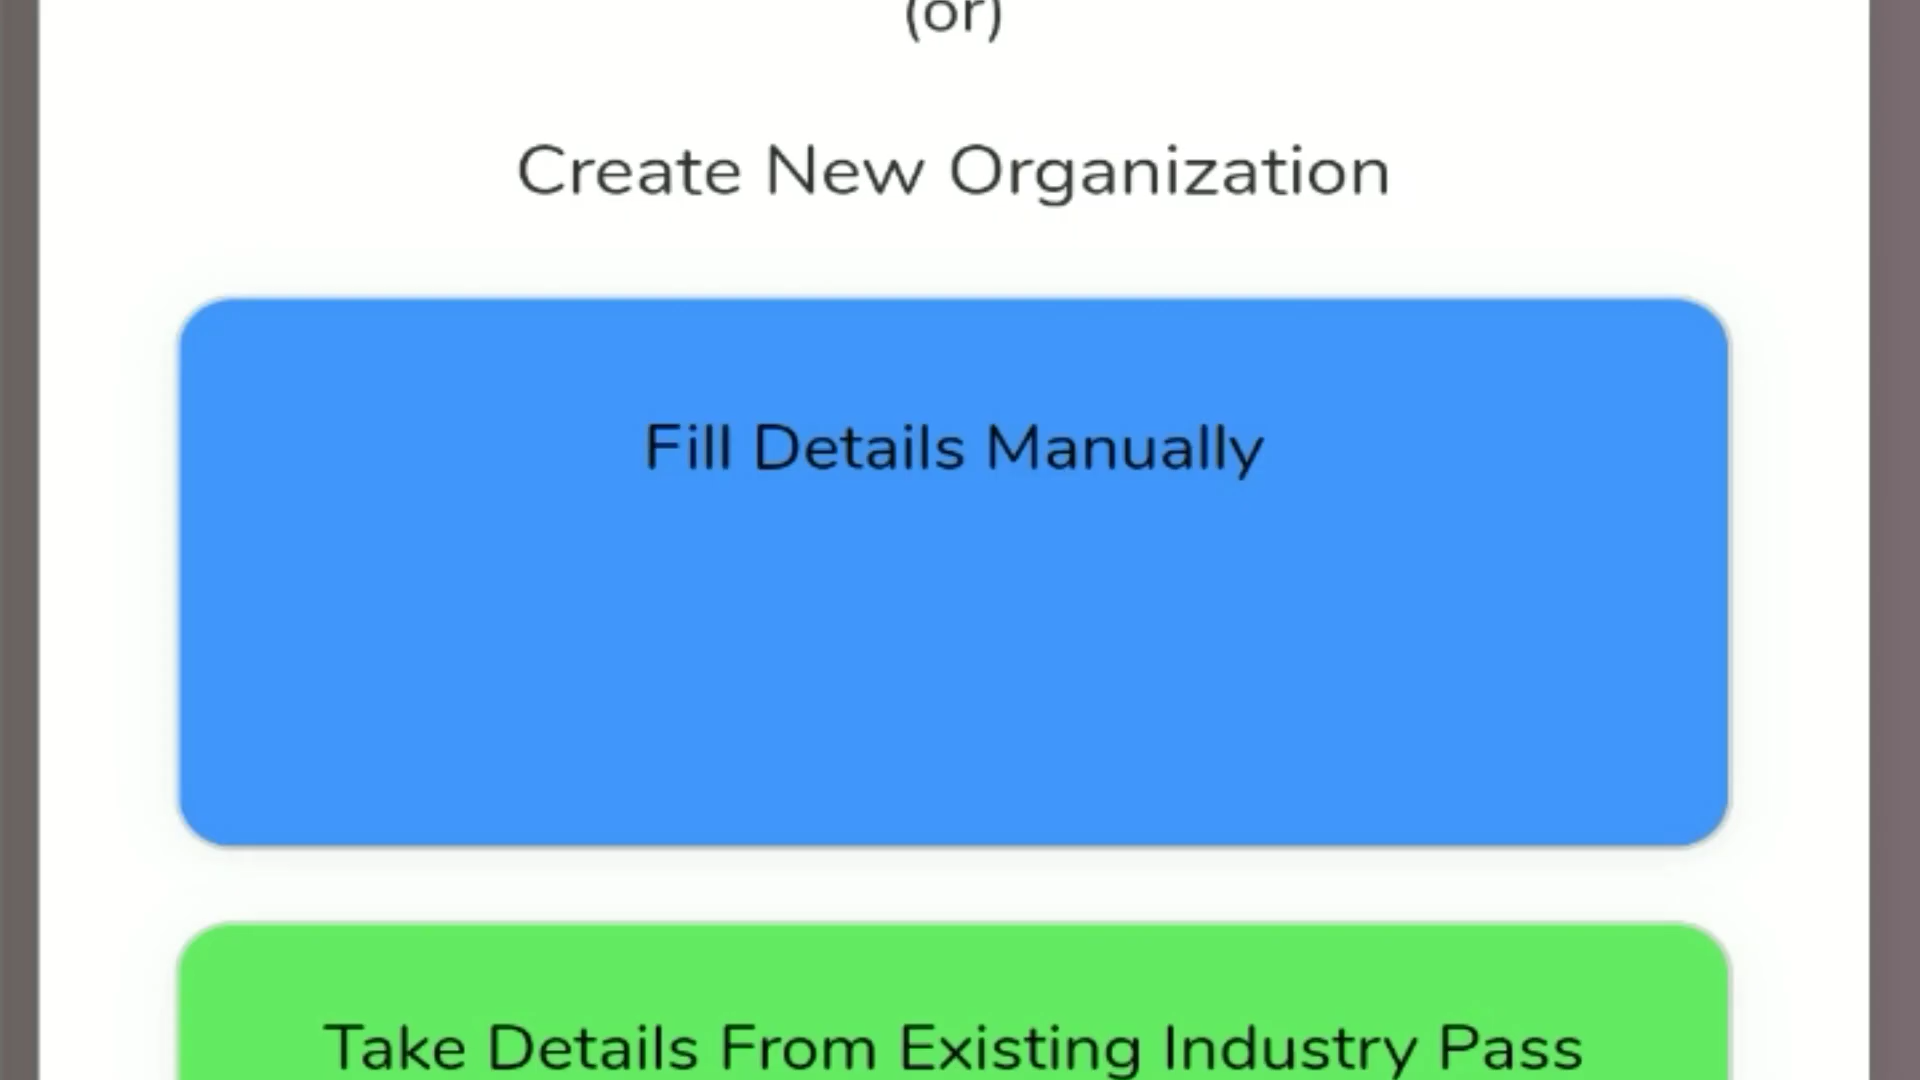 (or)
Create New Organization
Fill Details Manually
Take Details From Existing Industry Pass